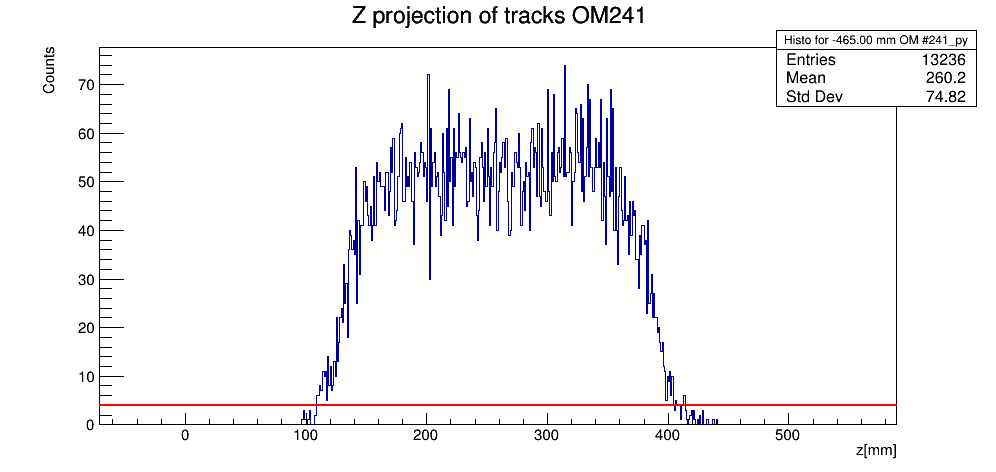 Z projection of tracks OM241
Histo for -465.00 mm OM #241_py
Entries 13236
Mean 260.2
Std Dev 74.82
Counts
70
60
50
40
30
20
10
0
0 100 200 300 400 500
z[mm]